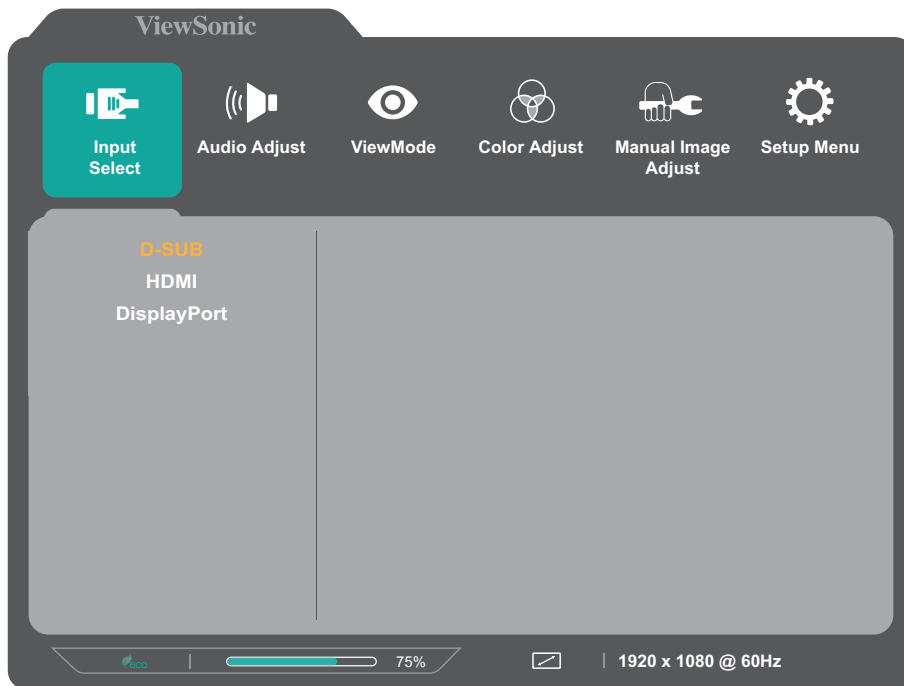 ViewSonic
Input
Select
Audio Adjust
ViewMode
Color Adjust
Manual Image
Adjust
Setup Menu
D-SUB
HDMI
DisplayPort
ECO
75%
1920 x 1080 @ 60Hz